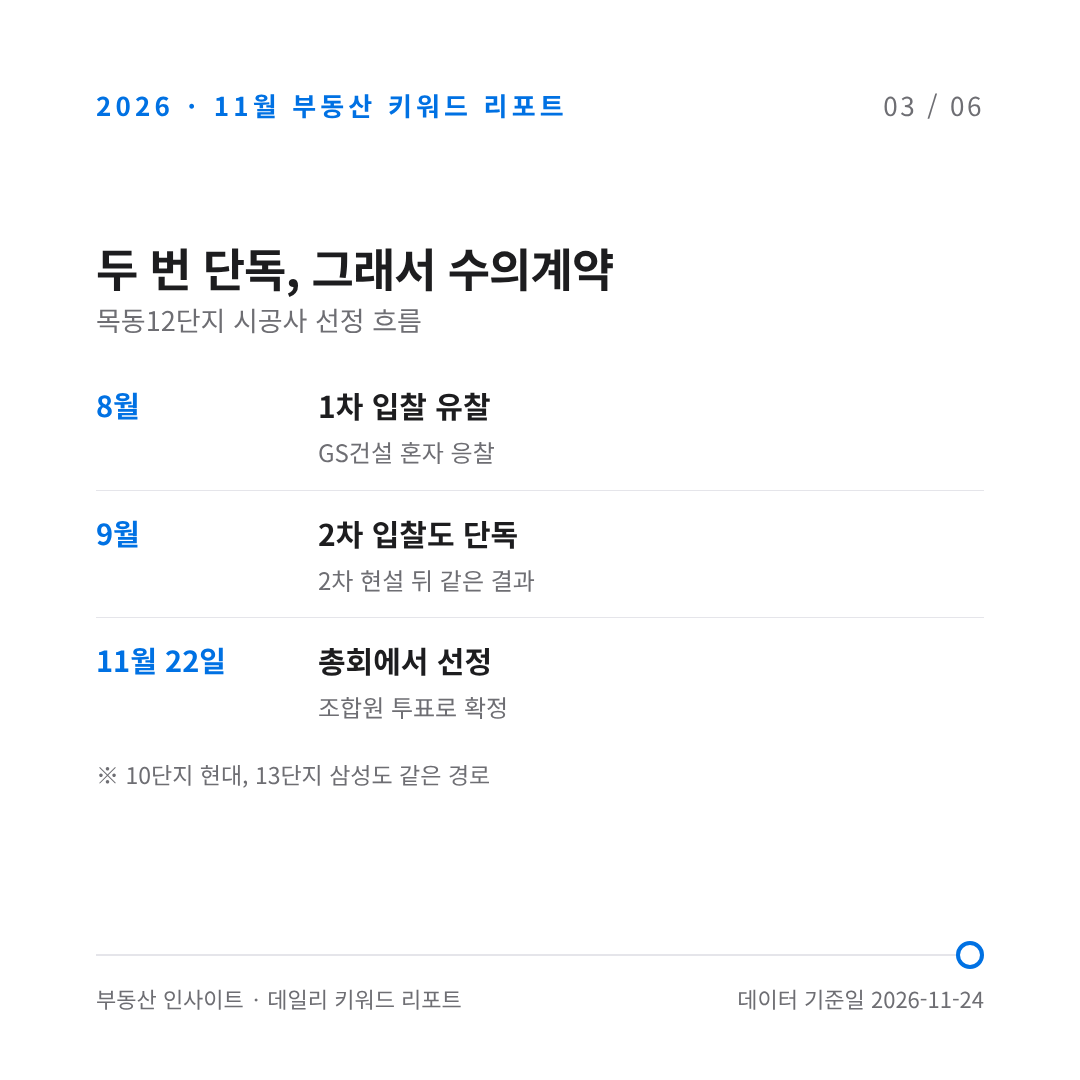 2026 · 11월 부동산 키워드 리포트
03 / 06
두 번 단독, 그래서 수의계약
목동12단지 시공사 선정 흐름
8월
1차 입찰 유찰
GS건설 혼자 응찰
9월
2차 입찰도 단독
2차 현설 뒤 같은 결과
11월 22일
총회에서 선정
조합원 투표로 확정
※ 10단지 현대, 13단지 삼성도 같은 경로
부동산 인사이트 · 데일리 키워드 리포트
데이터 기준일 2026-11-24